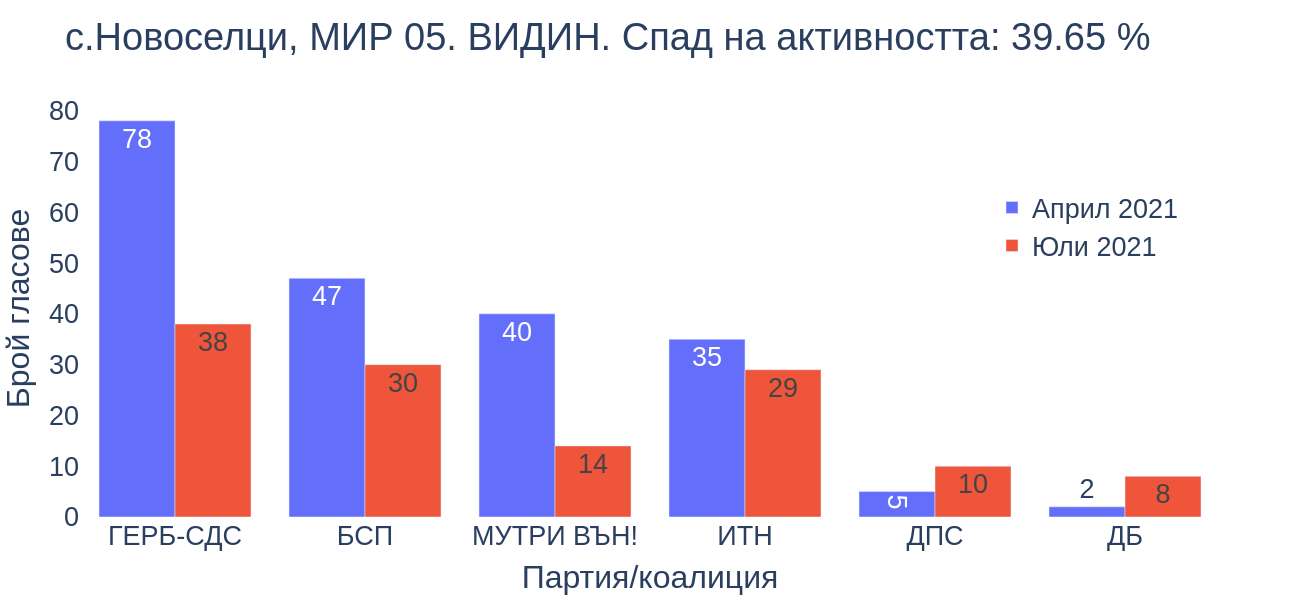 с.Новоселци, МИР 05. ВИДИН. Спад на активността: 39.65 %
Брой гласове
80
70
60
50
40
30
20
10
0
78
38
47
30
40
14
35
29
5
10
2
8
Април 2021
Юли 2021
ГЕРБ-СДС
БСП
МУТРИ ВЪН!
ИТН
ДПС
ДБ
Партия/коалиция